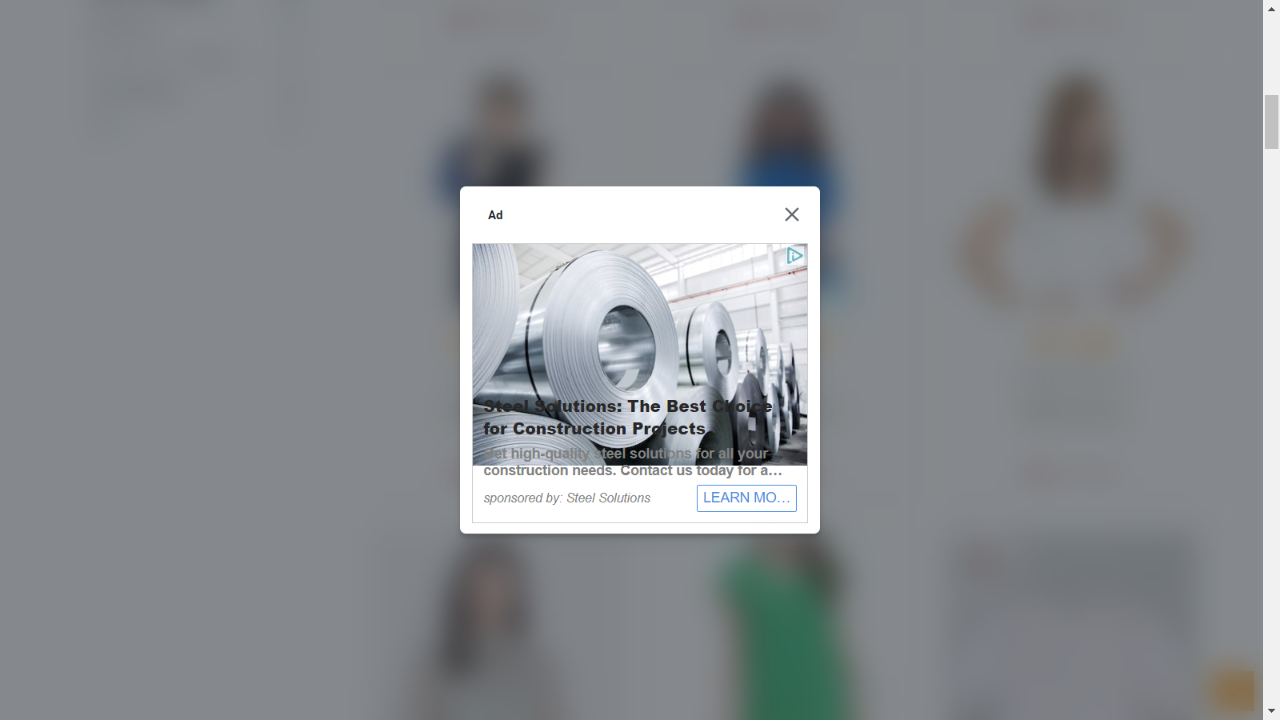 Ad
Steel Solutions: The Best Choice
for Construction Projects
Get high-quality steel solutions for all your
construction needs. Contact us today for a...
sponsored by: Steel Solutions
LEARN MO...